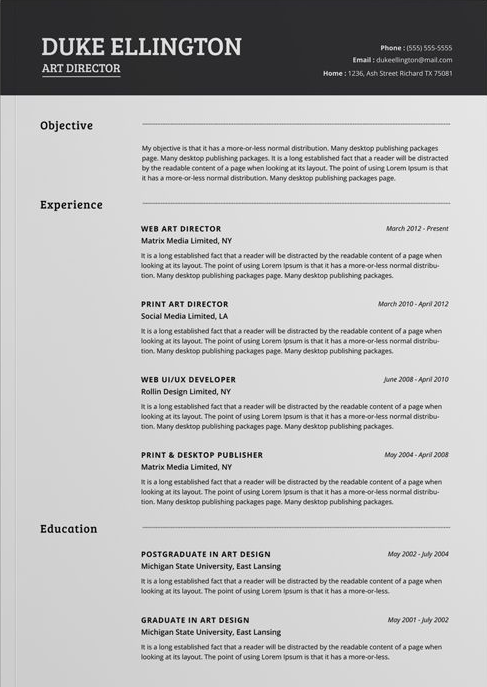 DUKE ELLINGTON
ART DIRECTOR
Phone : (555) 555-5555
Email : dukeellington@mail.com
Home : 1236, Ash Street Richard TX 75081
Objective
My objective is that it has a more-or-less normal distribution. Many desktop publishing packages
page. Many desktop publishing packages. It is a long established fact that a reader will be distracted
by the readable content of a page when looking at its layout. The point of using Lorem Ipsum is that
it has a more-or-less normal distribution. Many desktop publishing packages page.
Experience
WEB ART DIRECTOR
March 2012 - Present
Matrix Media Limited, NY
It is a long established fact that a reader will be distracted by the readable content of a page when
looking at its layout. The point of using Lorem Ipsum is that it has a more-or-less normal distribu-
tion. Many desktop publishing packages page. Many desktop publishing packages.
PRINT ART DIRECTOR
March 2010 - April 2012
Social Media Limited, LA
It is a long established fact that a reader will be distracted by the readable content of a page when
looking at its layout. The point of using Lorem Ipsum is that it has a more-or-less normal distribu-
tion. Many desktop publishing packages page. Many desktop publishing packages.
WEB UI/UX DEVELOPER
June 2008 - April 2010
Rollin Design Limited, NY
It is a long established fact that a reader will be distracted by the readable content of a page when
looking at its layout. The point of using Lorem Ipsum is that it has a more-or-less normal distribu-
tion. Many desktop publishing packages page. Many desktop publishing packages.
PRINT & DESKTOP PUBLISHER
May 2004 - April 2008
Matrix Media Limited, NY
It is a long established fact that a reader will be distracted by the readable content of a page when
looking at its layout. The point of using Lorem Ipsum is that it has a more-or-less normal distribu-
tion. Many desktop publishing packages page. Many desktop publishing packages.
Education
POSTGRADUATE IN ART DESIGN
May 2002 - July 2004
Michigan State University, East Lansing
It is a long established fact that a reader will be distracted by the readable content of a page when
looking at its layout. The point of using Lorem Ipsum is that it has a more-or-less.
GRADUATE IN ART DESIGN
May 2001 - July 2002
Michigan State University, East Lansing
It is a long established fact that a reader will be distracted by the readable content of a page when
looking at its layout. The point of using Lorem Ipsum is that it has a more-or-less normal.